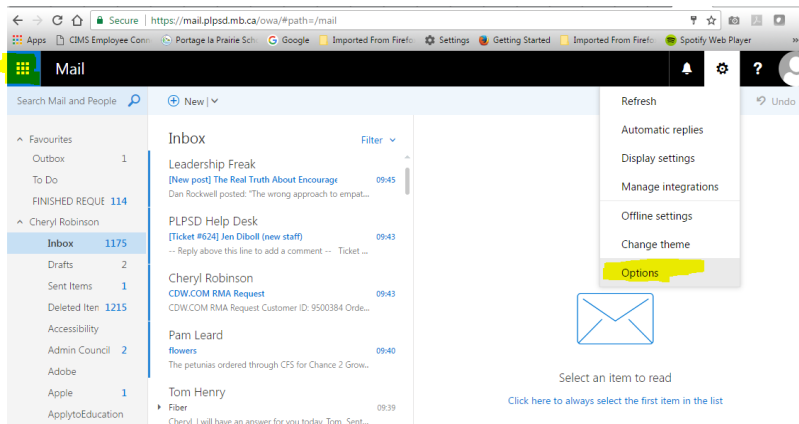 Secure | https://mail.plpsd.mb.ca/owa/#path=/mail
Apps CIMS Employee Conn Portage la Prairie Scho G Google Imported From Firefo Settings Getting Started Imported From Firefo Spotify Web Player »
Mail ?
Search Mail and People
New |
Undo
Favourites
Outbox 1
To Do
FINISHED REQUE 114
Cheryl Robinson
Inbox 1175
Drafts 2
Sent Items 1
Deleted Iten 1215
Accessibility
Admin Council 2
Adobe
Apple 1
ApplytoEducation
Inbox Filter
Leadership Freak
[New post] The Real Truth About Encourage 09:45
Dan Rockwell posted: "The wrong approach to empat...
PLPSD Help Desk
[Ticket #624] Jen Diboll (new staff) 09:43
-- Reply above this line to add a comment -- Ticket ...
Cheryl Robinson
CDW.COM RMA Request 09:43
CDW.COM RMA Request Customer ID: 9500384 Orde...
Pam Leard
flowers 09:40
The petunias ordered through CFS for Chance 2 Grow..
Tom Henry
Fiber 09:39
Cheryl, I will have an answer for you today. Tom Sent...
Refresh
Automatic replies
Display settings
Manage integrations
Offline settings
Change theme
Options
Select an item to read
Click here to always select the first item in the list